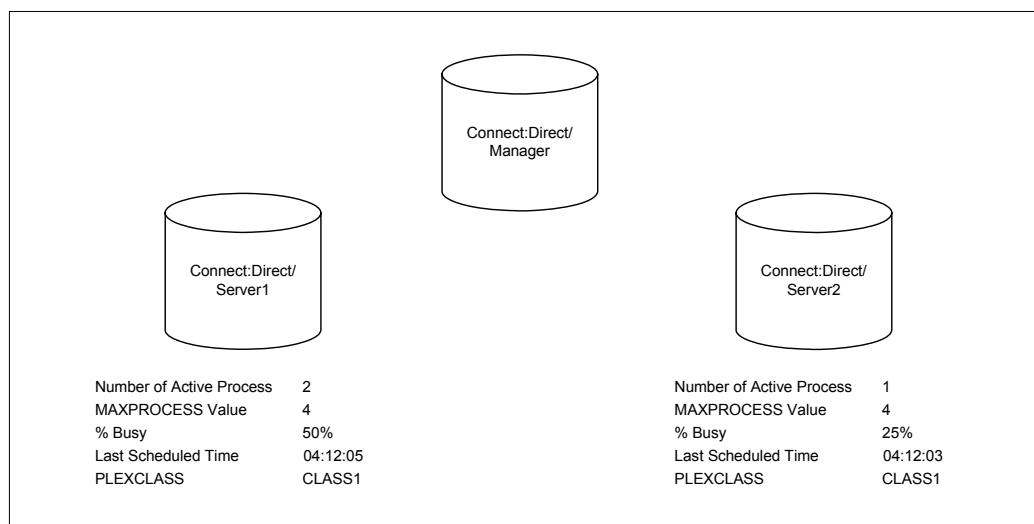 Connect:Direct/
Manager
Connect:Direct/
Server1
Connect:Direct/
Server2
Number of Active Process 2
MAXPROCESS Value 4
% Busy 50%
Last Scheduled Time 04:12:05
PLEXCLASS CLASS1
Number of Active Process 1
MAXPROCESS Value 4
% Busy 25%
Last Scheduled Time 04:12:03
PLEXCLASS CLASS1